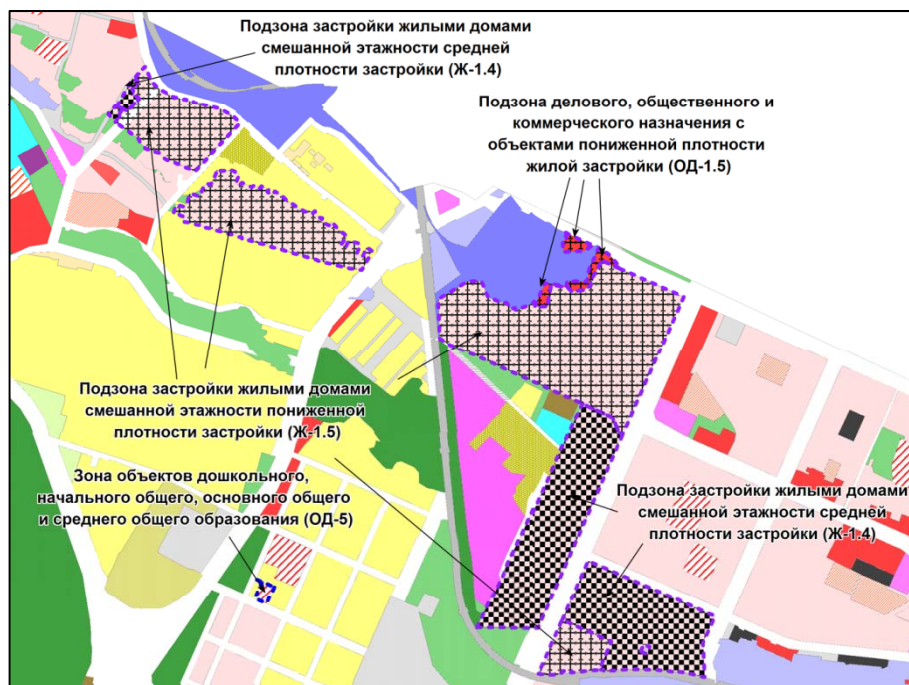 Подзона застройки жилыми домами
смешанной этажности средней
плотности застройки (Ж-1.4)
Подзона делового, общественного и
коммерческого назначения с
объектами пониженной плотности
жилой застройки (ОД-1.5)
Подзона застройки жилыми домами
смешанной этажности пониженной
плотности застройки (Ж-1.5)
Зона объектов дошкольного,
начального общего, основного общего
и среднего общего образования (ОД-5)
Подзона застройки жилыми домами
смешанной этажности средней
плотности застройки (Ж-1.4)